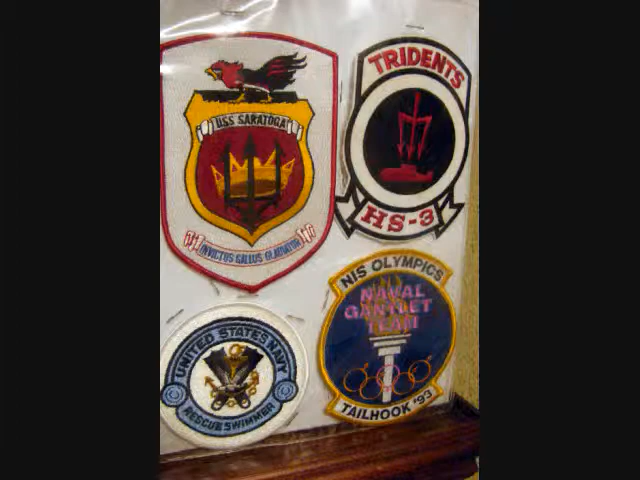 USS SARATOGA
INVICTUS GALLUS GLADIATOR
TRIDENTS
HS-3
UNITED STATES NAVY
RESCUE SWIMMER
NIS OLYMPICS
NAVAL
GANTLET
TEAM
TAILHOOK '93